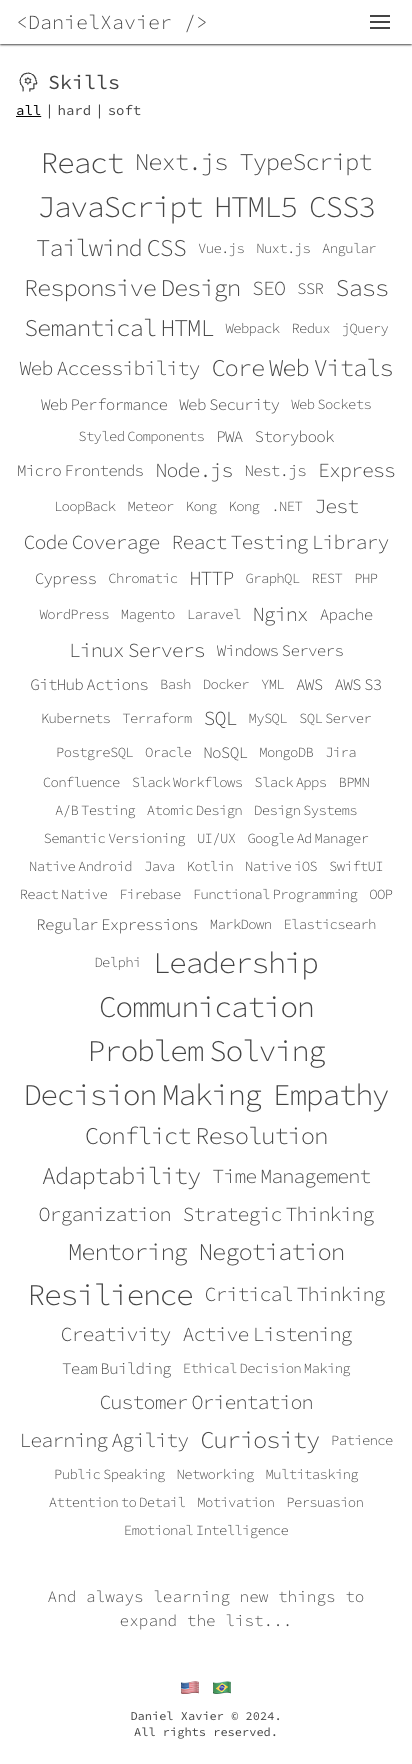 <DanielXavier />
Skills
all | hard | soft
React Next.js TypeScript
JavaScript HTML5 CSS3
Tailwind CSS Vue.js Nuxt.js Angular
Responsive Design SEO SSR Sass
Semantical HTML Webpack Redux jQuery
Web Accessibility Core Web Vitals
Web Performance Web Security Web Sockets
Styled Components PWA Storybook
Micro Frontends Node.js Nest.js Express
LoopBack Meteor Kong Kong .NET Jest
Code Coverage React Testing Library
Cypress Chromatic HTTP GraphQL REST PHP
WordPress Magento Laravel Nginx Apache
Linux Servers Windows Servers
GitHub Actions Bash Docker YML AWS AWS S3
Kubernets Terraform SQL MySQL SQL Server
PostgreSQL Oracle NoSQL MongoDB Jira
Confluence Slack Workflows Slack Apps BPMN
A/B Testing Atomic Design Design Systems
Semantic Versioning UI/UX Google Ad Manager
Native Android Java Kotlin Native iOS SwiftUI
React Native Firebase Functional Programming OOP
Regular Expressions MarkDown Elasticsearh
Delphi Leadership
Communication
Problem Solving
Decision Making Empathy
Conflict Resolution
Adaptability Time Management
Organization Strategic Thinking
Mentoring Negotiation
Resilience Critical Thinking
Creativity Active Listening
Team Building Ethical Decision Making
Customer Orientation
Learning Agility Curiosity Patience
Public Speaking Networking Multitasking
Attention to Detail Motivation Persuasion
Emotional Intelligence
And always learning new things to
expand the list...
Daniel Xavier © 2024.
All rights reserved.